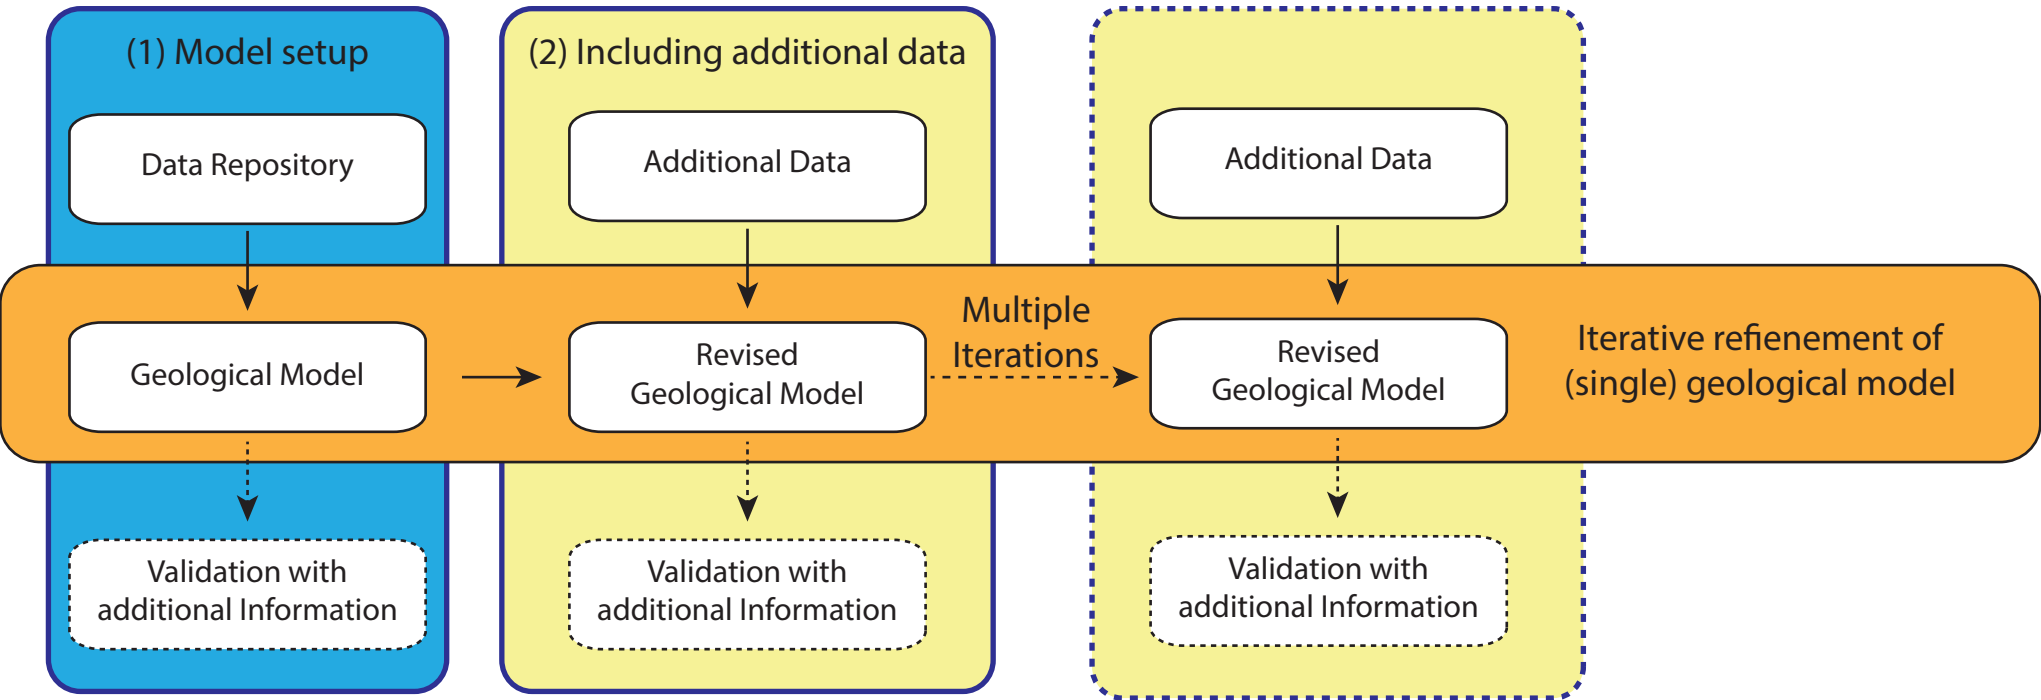 (1) Model setup
Data Repository
Geological Model
Validation with
additional Information
(2) Including additional data
Additional Data
Revised
Geological Model
Validation with
additional Information
Multiple
Iterations
Additional Data
Revised
Geological Model
Validation with
additional Information
Iterative refienement of
(single) geological model